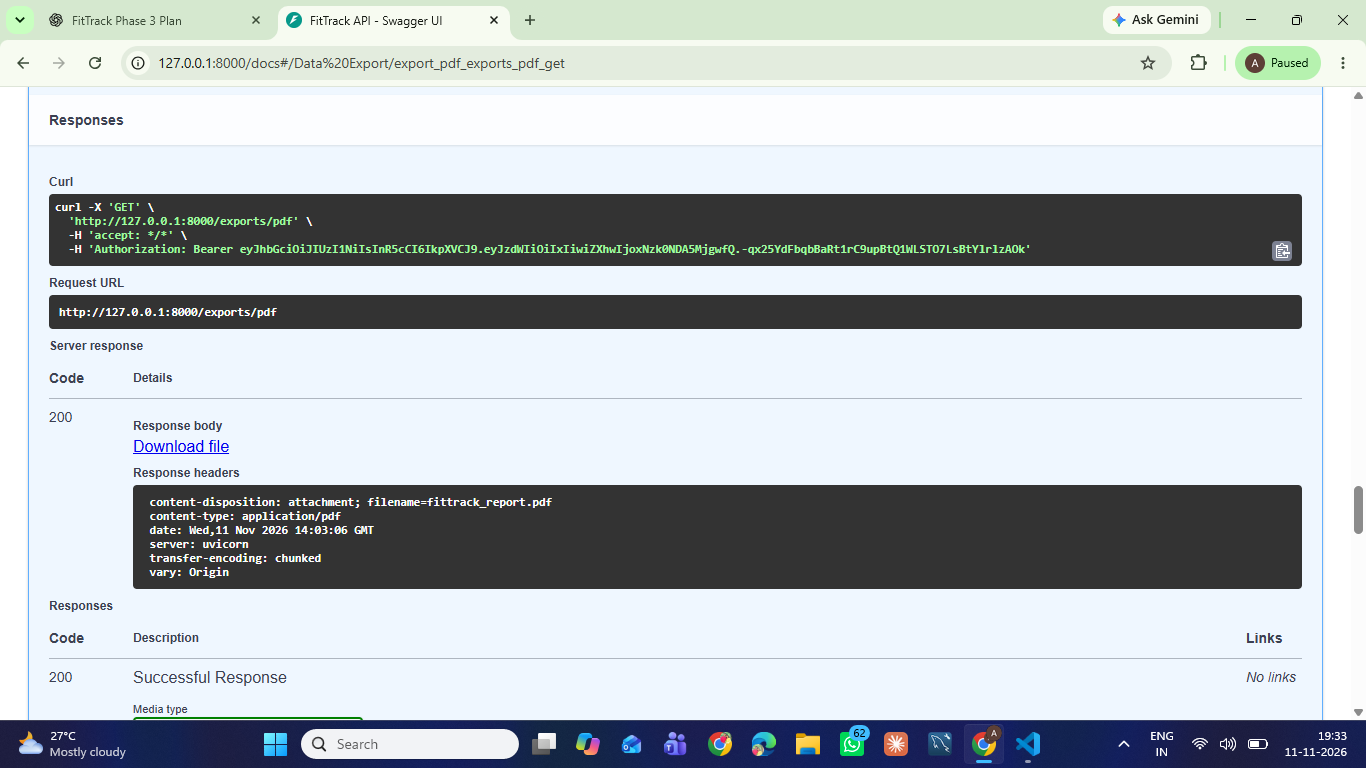 FitTrack Phase 3 Plan
FitTrack API - Swagger UI
Ask Gemini
127.0.0.1:8000/docs#/Data%20Export/export_pdf_exports_pdf_get
A
Paused
Responses
Curl
curl -X 'GET' \
'http://127.0.0.1:8000/exports/pdf' \
-H 'accept: */*' \
-H 'Authorization: Bearer eyJhbGciOiJIUzI1NiIsInR5cCI6IkpXVCJ9.eyJzdWIiOiIxIiwiZXhwIjoxNzk0NDA5MjgwfQ.-qx25YdFbqbBaRt1rC9upBtQ1WLSTO7LsBtYlrlzAOk'
Request URL
http://127.0.0.1:8000/exports/pdf
Server response
Code Details
200
Response body
Download file
Response headers
content-disposition: attachment; filename=fittrack_report.pdf
content-type: application/pdf
date: Wed,11 Nov 2026 14:03:06 GMT
server: uvicorn
transfer-encoding: chunked
vary: Origin
Responses
Code Description Links
200 Successful Response No links
Media type
27°C
Mostly cloudy
Search
62
A
ENG
IN
19:33
11-11-2026